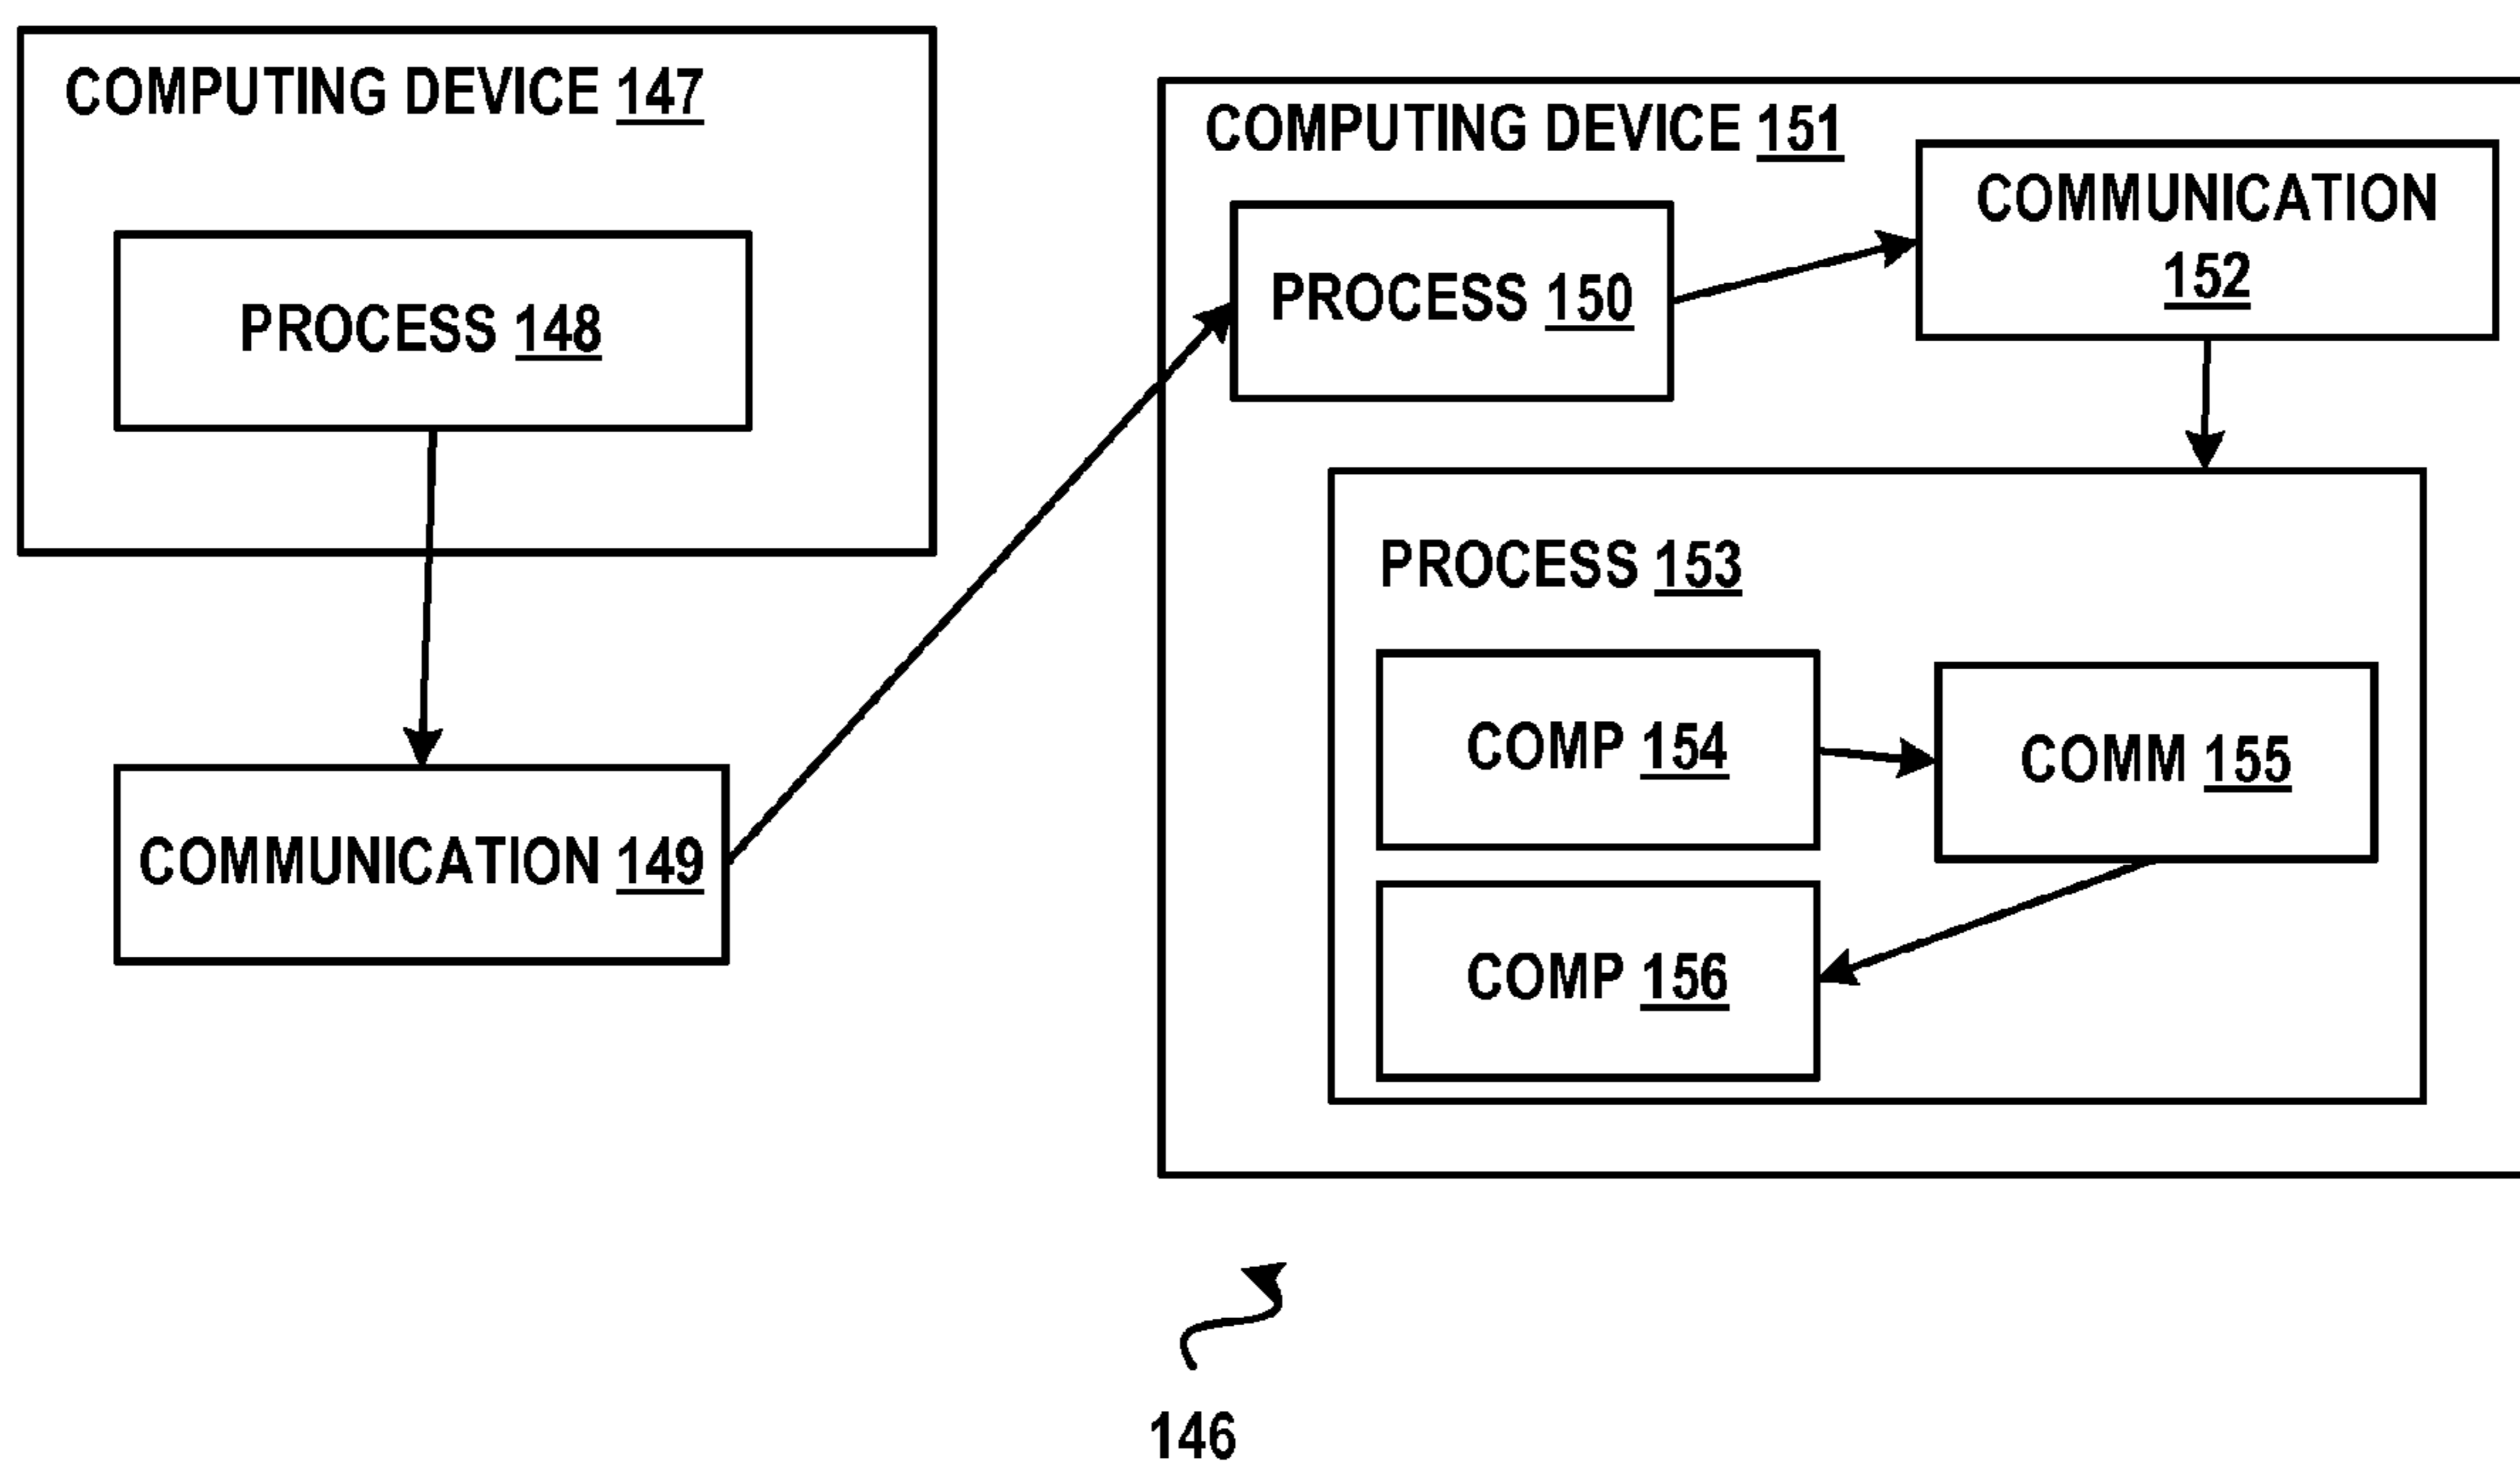 COMPUTING DEVICE 147
PROCESS 148
COMMUNICATION 149
COMPUTING DEVICE 151
PROCESS 150
COMMUNICATION
152
PROCESS 153
COMP 154
COMM 155
COMP 156
146